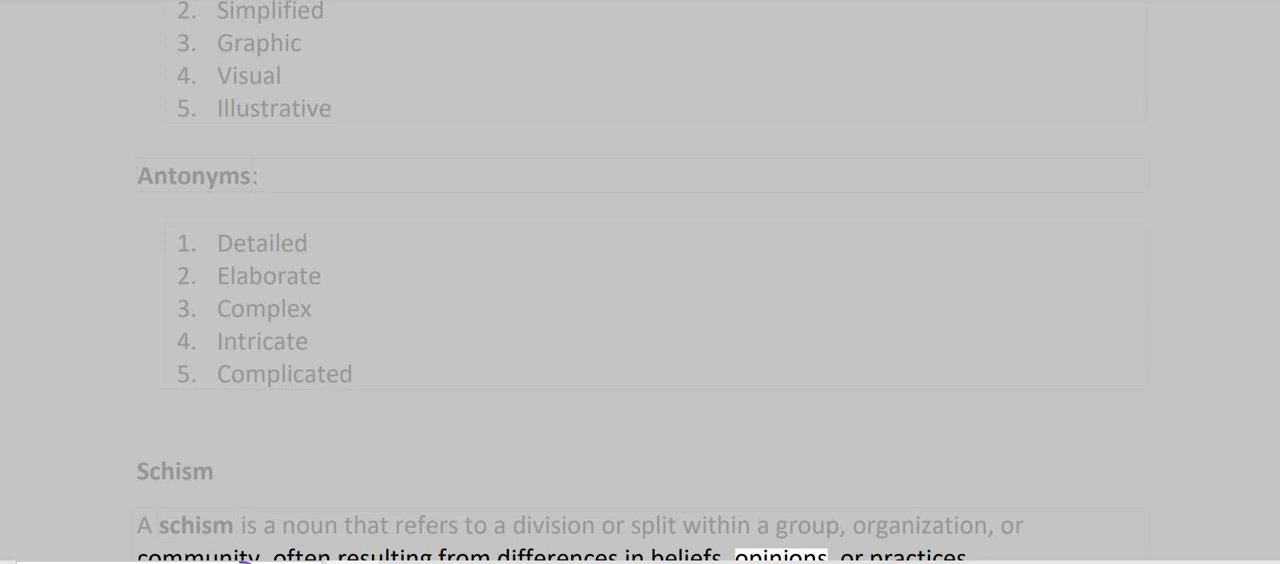 2. Simplified
3. Graphic
4. Visual
5. Illustrative
Antonyms:
1. Detailed
2. Elaborate
3. Complex
4. Intricate
5. Complicated
Schism
A schism is a noun that refers to a division or split within a group, organization, or
community, often resulting from differences in beliefs, opinions, or practices.